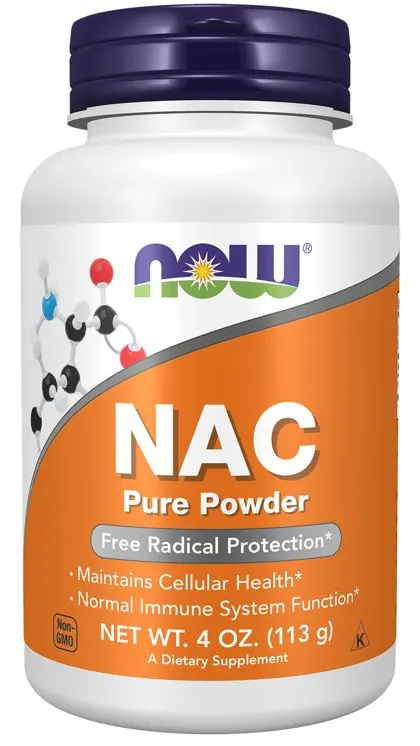 NOW®
NAC
Pure Powder
Free Radical Protection*
• Maintains Cellular Health*
• Normal Immune System Function*
Non-
GMO
NET WT. 4 OZ. (113 g)
K
A Dietary Supplement